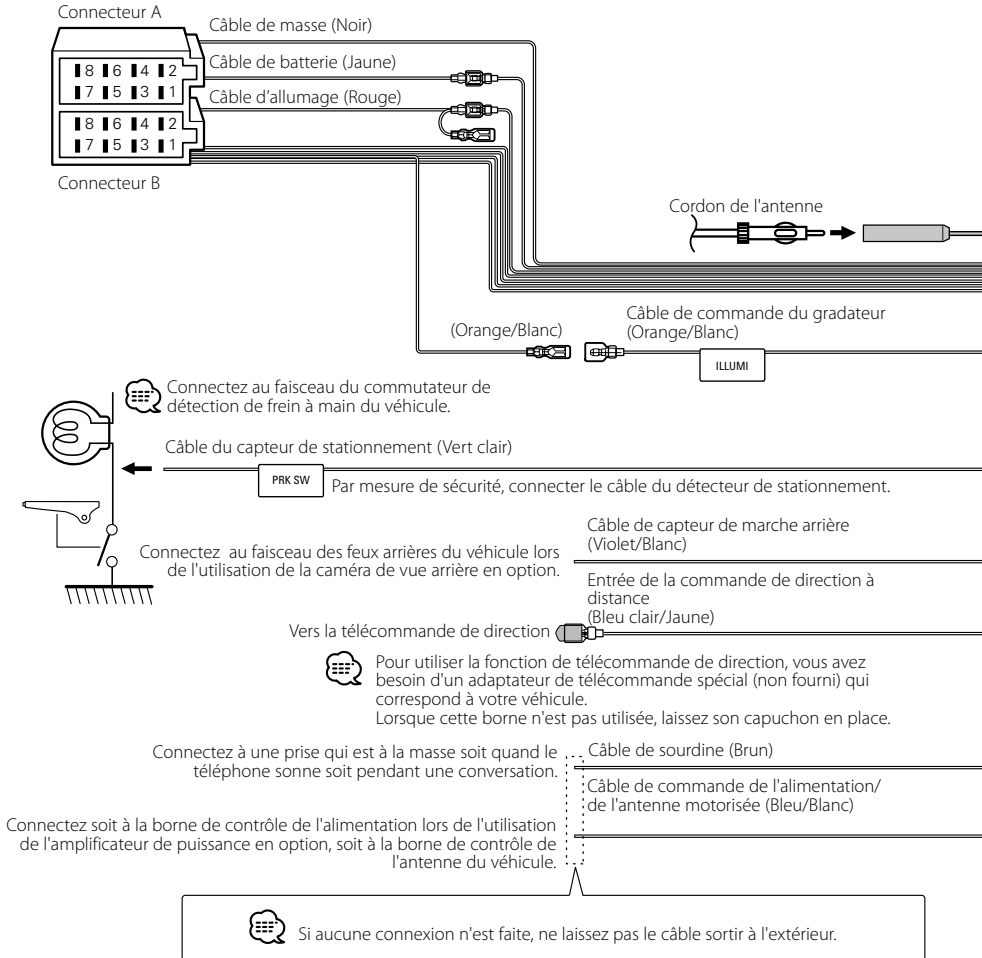 Connecteur A
Câble de masse (Noir)
Câble de batterie (Jaune)
Câble d'allumage (Rouge)
8 6 4 2
7 5 3 1
8 6 4 2
7 5 3 1
Connecteur B
Cordon de l'antenne
(Orange/Blanc)
Câble de commande du gradateur
(Orange/Blanc)
ILLUMI
Connectez au faisceau du commutateur de
détection de frein à main du véhicule.
Câble du capteur de stationnement (Vert clair)
PRK SW
Par mesure de sécurité, connecter le câble du détecteur de stationnement.
Câble de capteur de marche arrière
(Violet/Blanc)
Connectez au faisceau des feux arrières du véhicule lors
de l'utilisation de la caméra de vue arrière en option.
Entrée de la commande de direction à
distance
(Bleu clair/Jaune)
Vers la télécommande de direction
Pour utiliser la fonction de télécommande de direction, vous avez
besoin d'un adaptateur de télécommande spécial (non fourni) qui
correspond à votre véhicule.
Lorsque cette borne n'est pas utilisée, laissez son capuchon en place.
Connectez à une prise qui est à la masse soit quand le
téléphone sonne soit pendant une conversation.
Câble de sourdine (Brun)
Câble de commande de l'alimentation/
de l'antenne motorisée (Bleu/Blanc)
Connectez soit à la borne de contrôle de l'alimentation lors de l'utilisation
de l'amplificateur de puissance en option, soit à la borne de contrôle de
l'antenne du véhicule.
Si aucune connexion n'est faite, ne laissez pas le câble sortir à l'extérieur.